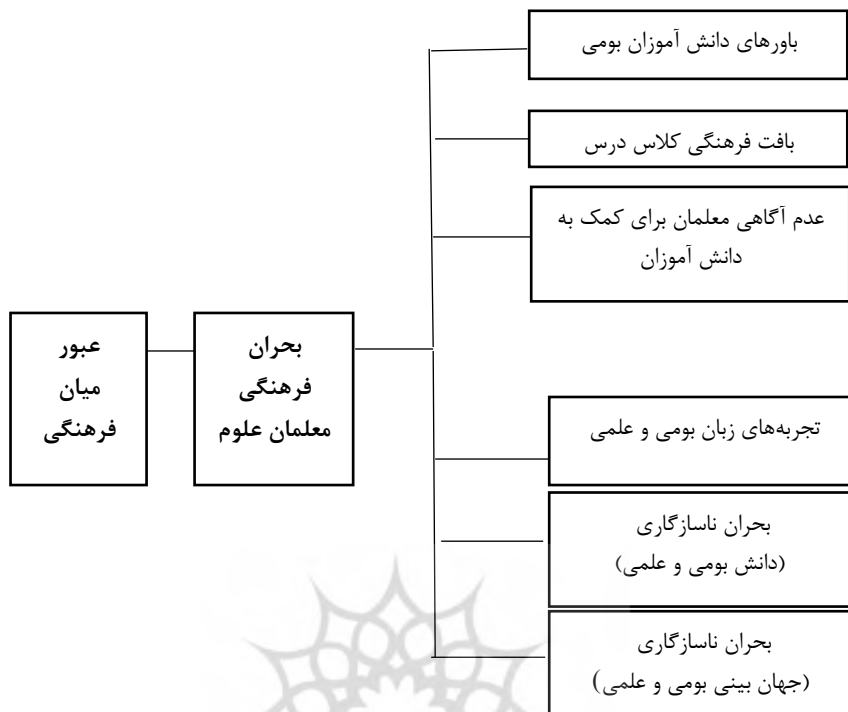 باورهای دانش آموزان بومی
بافت فرهنگی کلاس درس
عدم آگاهی معلمان برای کمک به
دانش آموزان
بحران
فرهنگی
معلمان علوم
عبور
میان
فرهنگی
تجربه‌های زبان بومی و علمی
بحران ناسازگاری
(دانش بومی و علمی)
بحران ناسازگاری
(جهان بینی بومی و علمی)